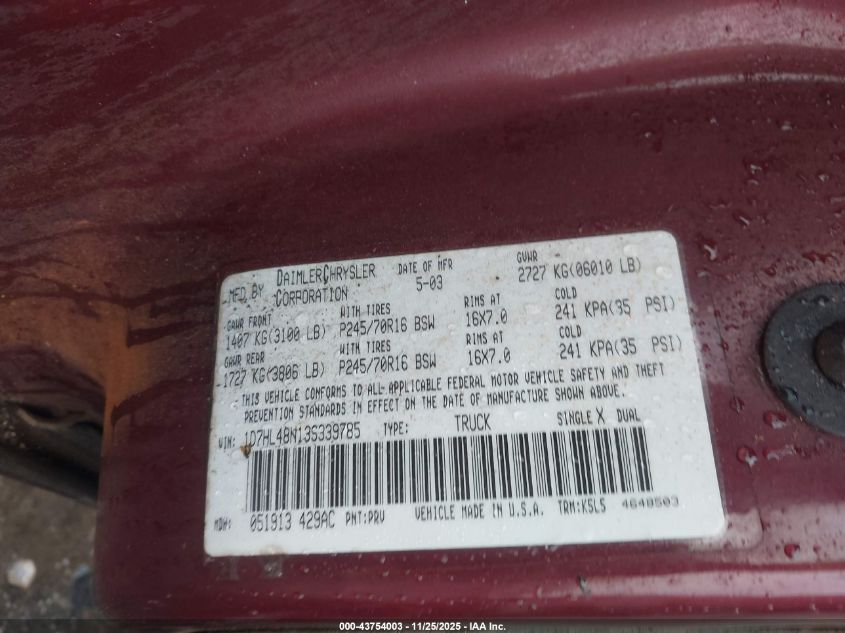 MFD BY DAIMLERCHRYSLER CORPORATION DATE OF MFR 5-03 GVWR 2727 KG(06010 LB)
GAWR FRONT WITH TIRES RIMS AT COLD
1407 KG(3100 LB) P245/70R16 BSW 16X7.0 241 KPA(35 PSI)
GAWR REAR WITH TIRES RIMS AT COLD
1727 KG(3806 LB) P245/70R16 BSW 16X7.0 241 KPA(35 PSI)
THIS VEHICLE CONFORMS TO ALL APPLICABLE FEDERAL MOTOR VEHICLE SAFETY AND THEFT
PREVENTION STANDARDS IN EFFECT ON THE DATE OF MANUFACTURE SHOWN ABOVE.
VIN: 1D7HL48N13S339785 TYPE: TRUCK SINGLE X DUAL
MDH: 051913 429AC PNT:PRV VEHICLE MADE IN U.S.A. TRM:KSL5 4648503
000-43754003 — 11/25/2025 — IAA Inc.